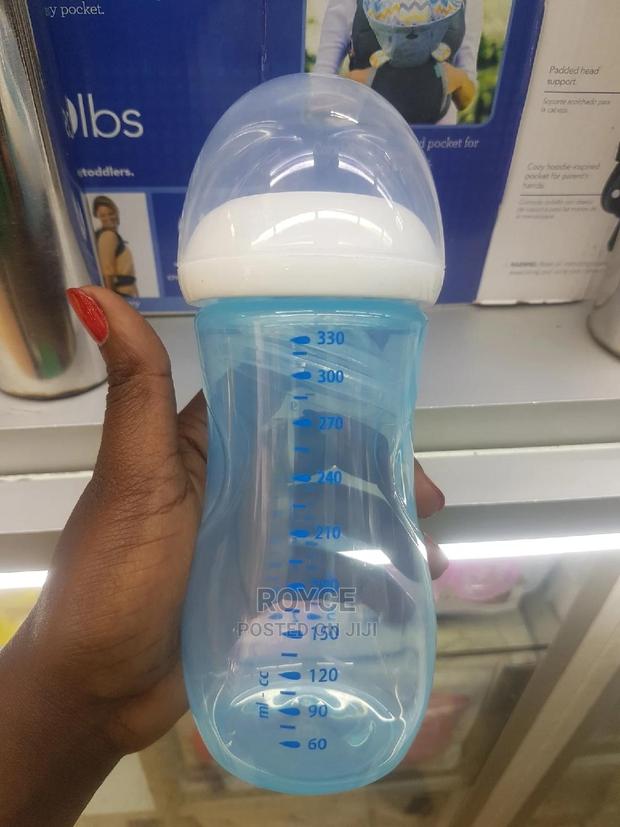 y pocket.
lbs
toddlers.
d pocket for
Padded head
support.
Cozy hoodie-inspired
pocket for parent's
hands.
330
300
270
240
210
ROYCE
POSTED ON JIJI
150
120
90
60
ml - cc